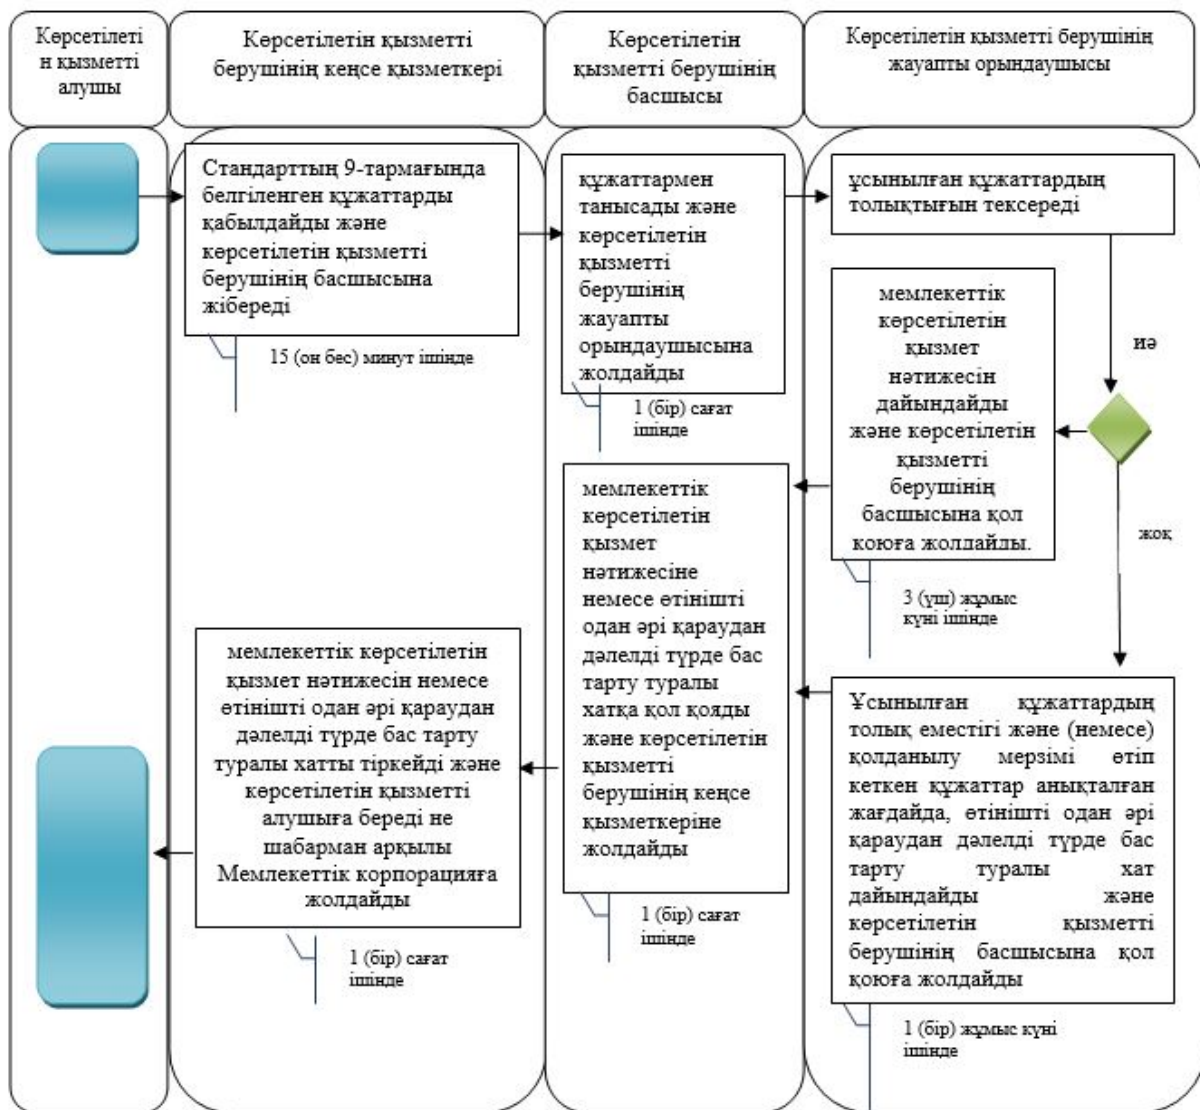 Көрсетілеті
н қызметті
алушы
Көрсетілетін қызметті
берушінің кеңсе қызметкері
Көрсетілетін
қызметті берушінің
басшысы
Көрсетілетін қызметті берушінің
жауапты орындаушысы
Стандарттың 9-тармағында
белгіленген құжаттарды
қабылдайды және
көрсетілетін қызметті
берушінің басшысына
жібереді
15 (он бес) минут ішінде
құжаттармен
танысады және
көрсетілетін
қызметті
берушінің
жауапты
орындаушысына
жолдайды
1 (бір) сағат
ішінде
ұсынылған құжаттардың
толықтығын тексереді
иә
мемлекеттік
көрсетілетін
қызмет
нәтижесін
дайындайды
және көрсетілетін
қызметті
берушінің
басшысына қол
қоюға жолдайды.
3 (үш) жұмыс
күні ішінде
жоқ
Ұсынылған құжаттардың
толық еместігі және (немесе)
қолданылу мерзімі өтіп
кеткен құжаттар анықталған
жағдайда, өтінішті одан әрі
қараудан дәлелді түрде бас
тарту туралы хат
дайындайды және
көрсетілетін қызметті
берушінің басшысына қол
қоюға жолдайды
1 (бір) жұмыс күні
ішінде
мемлекеттік
көрсетілетін
қызмет
нәтижесіне
немесе өтінішті
одан әрі қараудан
дәлелді түрде бас
тарту туралы
хатқа қол қояды
және көрсетілетін
қызметті
берушінің кеңсе
қызметкеріне
жолдайды
1 (бір) сағат
ішінде
мемлекеттік көрсетілетін
қызмет нәтижесін немесе
өтінішті одан әрі қараудан
дәлелді түрде бас тарту
туралы хатты тіркейді және
көрсетілетін қызметті
алушыға береді не
шабарман арқылы
Мемлекеттік корпорацияға
жолдайды
1 (бір) сағат
ішінде